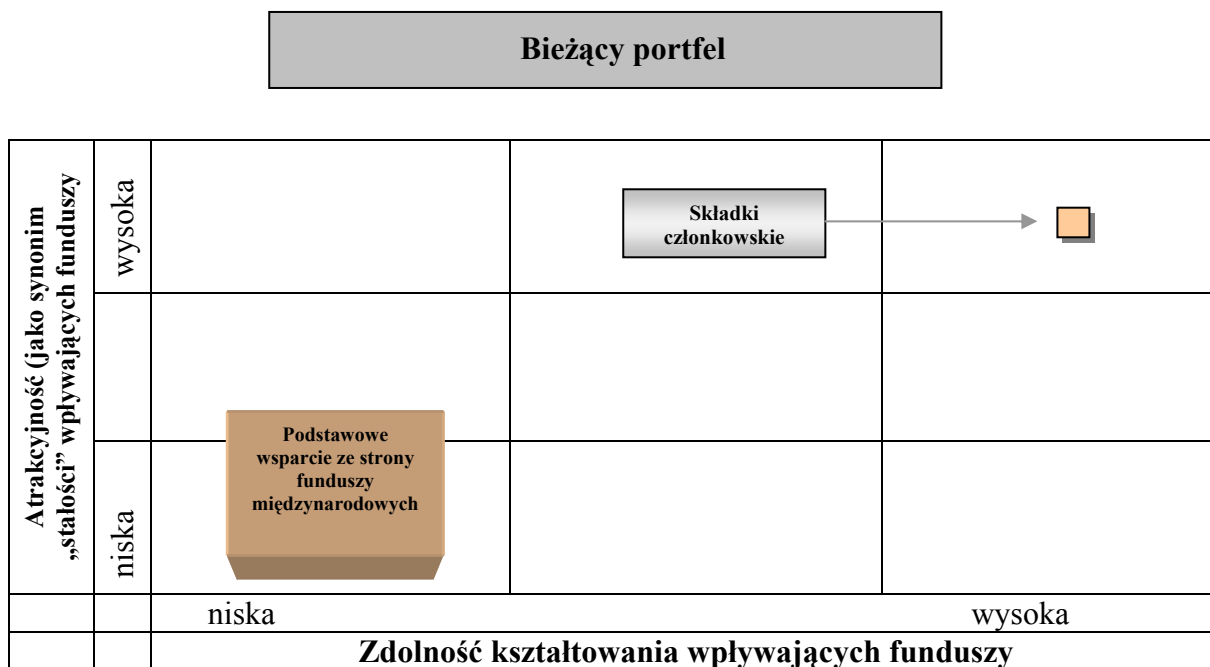 Bieżący portfel
Atrakcyjność (jako synonim
„stałości” wpływających funduszy
wysoka
Składki
członkowskie
Podstawowe
wsparcie ze strony
funduszy
międzynarodowych
niska
niska
wysoka
Zdolność kształtowania wpływających funduszy